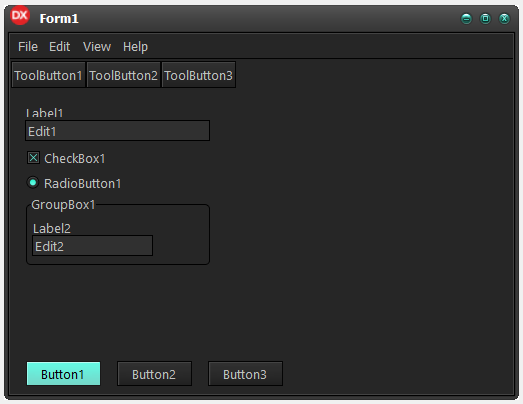 DX Form1
File Edit View Help
ToolButton1 ToolButton2 ToolButton3
Label1
Edit1
CheckBox1
RadioButton1
GroupBox1
Label2
Edit2
Button1 Button2 Button3